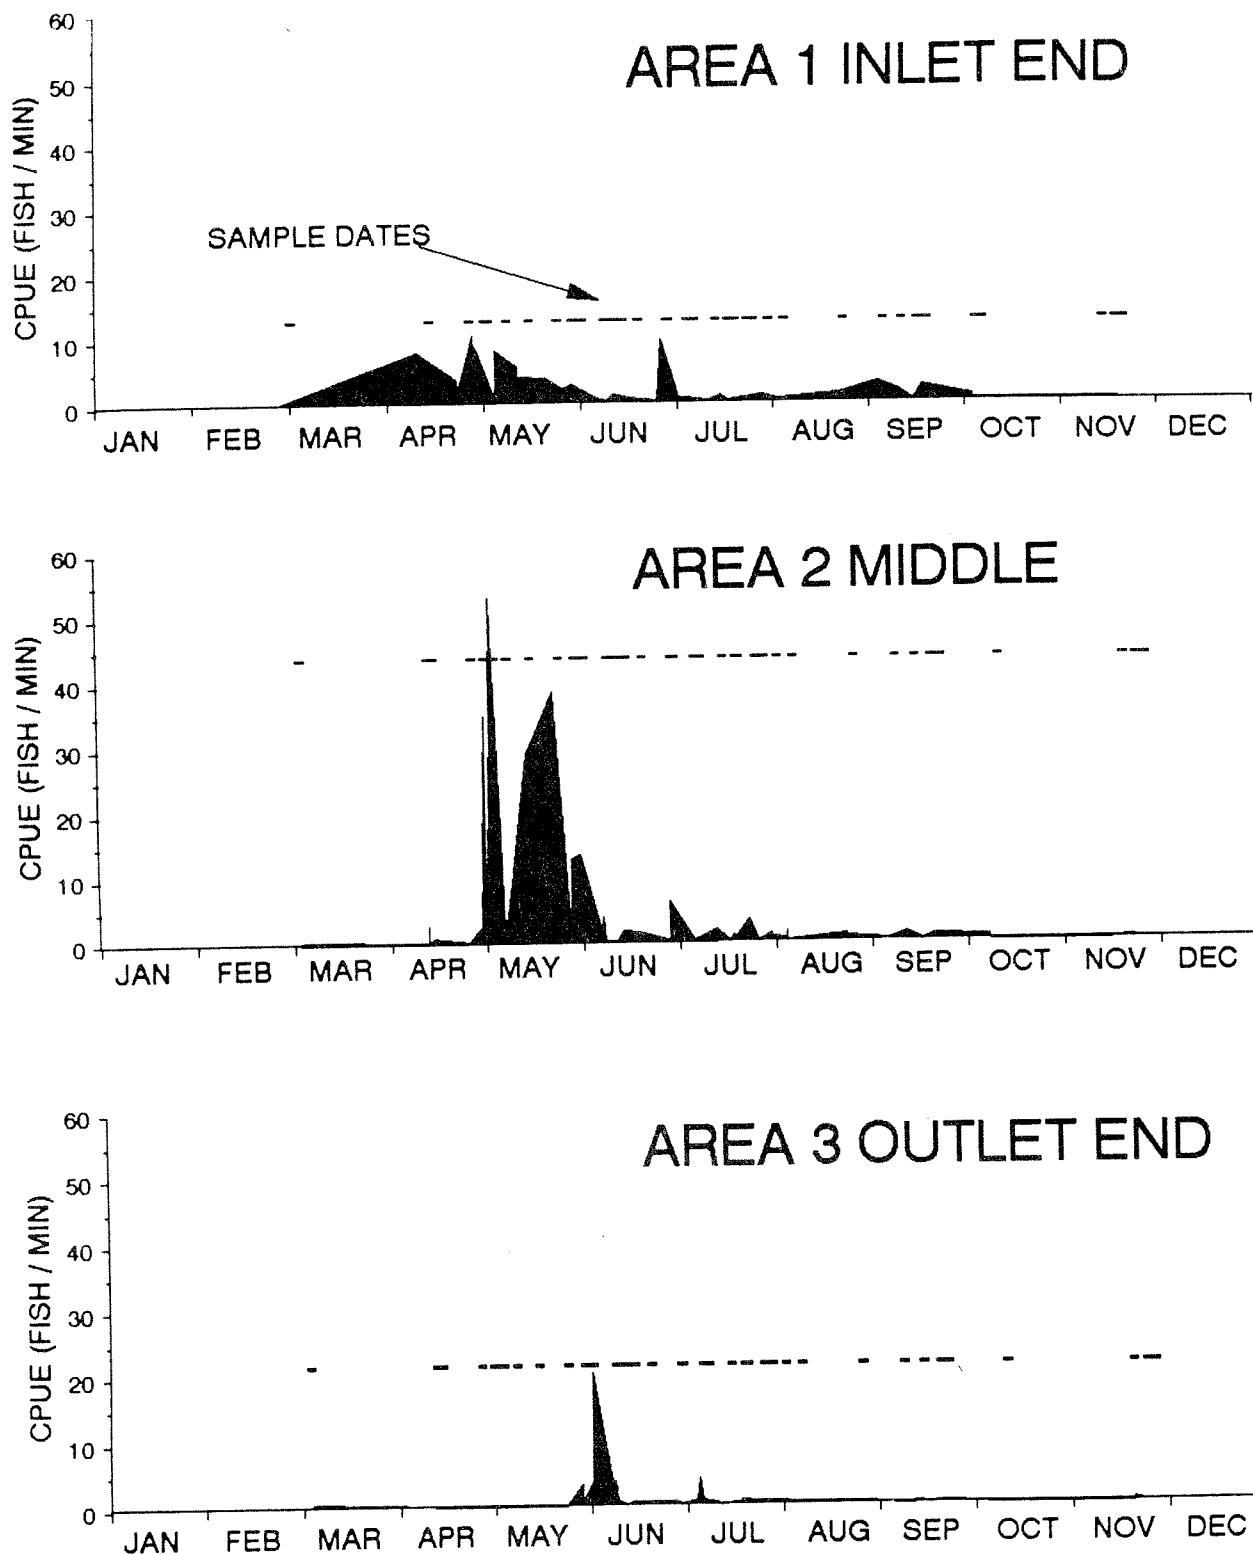 AREA 1 INLET END
CPUE (FISH / MIN)
60
50
40
30
20
10
0
SAMPLE DATES
JAN FEB MAR APR MAY JUN JUL AUG SEP OCT NOV DEC
AREA 2 MIDDLE
CPUE (FISH / MIN)
60
50
40
30
20
10
0
JAN FEB MAR APR MAY JUN JUL AUG SEP OCT NOV DEC
AREA 3 OUTLET END
CPUE (FISH / MIN)
60
50
40
30
20
10
0
JAN FEB MAR APR MAY JUN JUL AUG SEP OCT NOV DEC